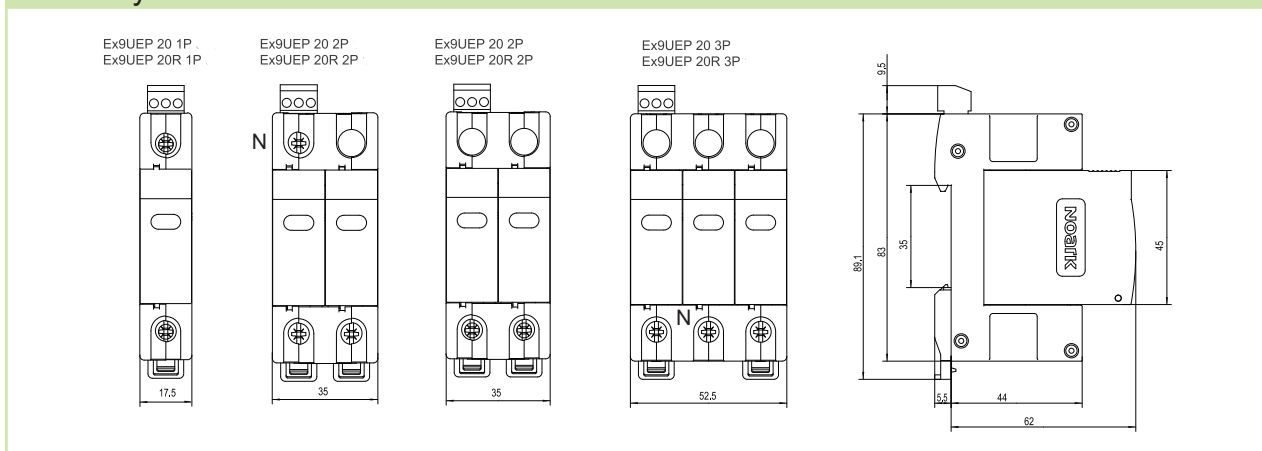 Ex9UEP 20 1P
Ex9UEP 20R 1P
Ex9UEP 20 2P
Ex9UEP 20R 2P
Ex9UEP 20 2P
Ex9UEP 20R 2P
Ex9UEP 20 3P
Ex9UEP 20R 3P
N
N
17.5
35
35
52.5
9.5
89.1
83
35
NOARK
45
5.5
44
62